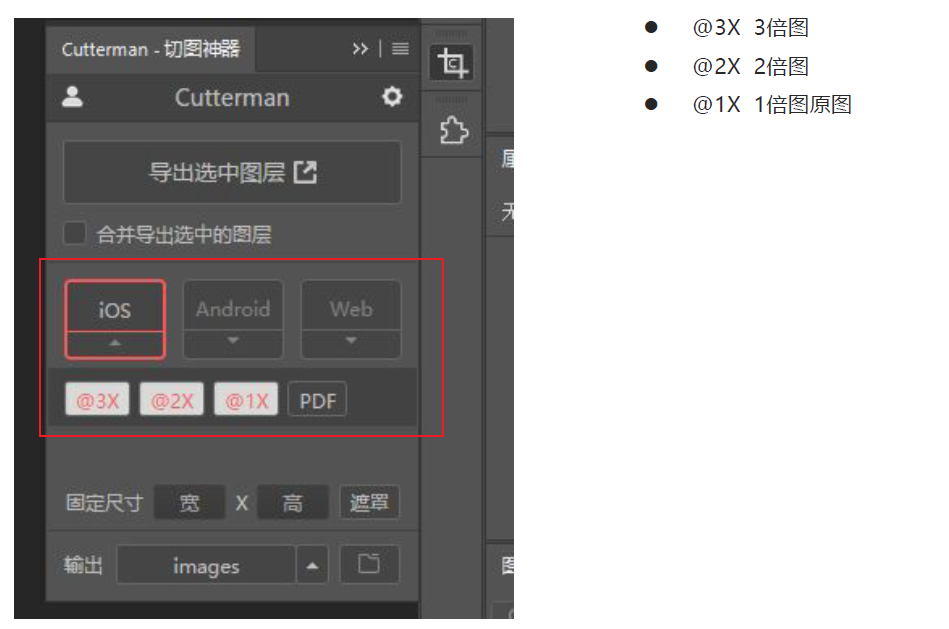 Cutterman - 切图神器
Cutterman
导出选中图层
合并导出选中的图层
iOS Android Web
@3X @2X @1X PDF
固定尺寸 宽 X 高 遮罩
输出 images
@3X 3倍图
@2X 2倍图
@1X 1倍图原图